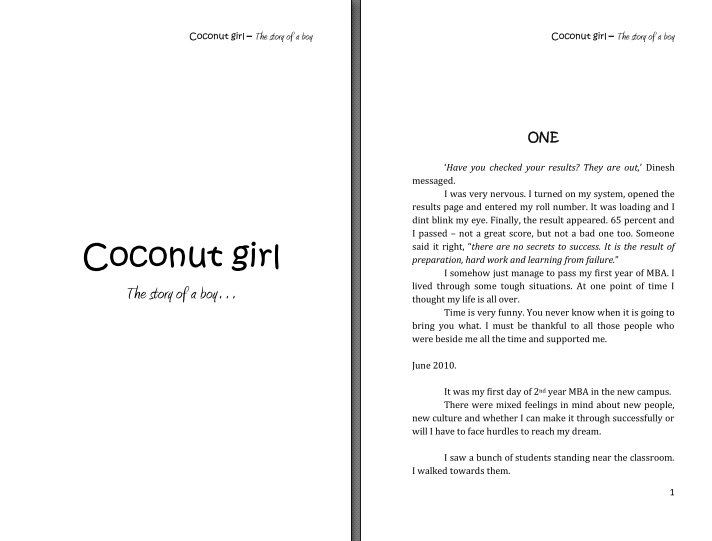 Coconut girl – The story of a boy
Coconut girl
The story of a boy...
Coconut girl – The story of a boy
ONE
‘Have you checked your results? They are out,’ Dinesh
messaged.
I was very nervous. I turned on my system, opened the
results page and entered my roll number. It was loading and I
dint blink my eye. Finally, the result appeared. 65 percent and
I passed – not a great score, but not a bad one too. Someone
said it right, “there are no secrets to success. It is the result of
preparation, hard work and learning from failure.”
I somehow just manage to pass my first year of MBA. I
lived through some tough situations. At one point of time I
thought my life is all over.
Time is very funny. You never know when it is going to
bring you what. I must be thankful to all those people who
were beside me all the time and supported me.
June 2010.
It was my first day of 2nd year MBA in the new campus.
There were mixed feelings in mind about new people,
new culture and whether I can make it through successfully or
will I have to face hurdles to reach my dream.
I saw a bunch of students standing near the classroom.
I walked towards them.
1